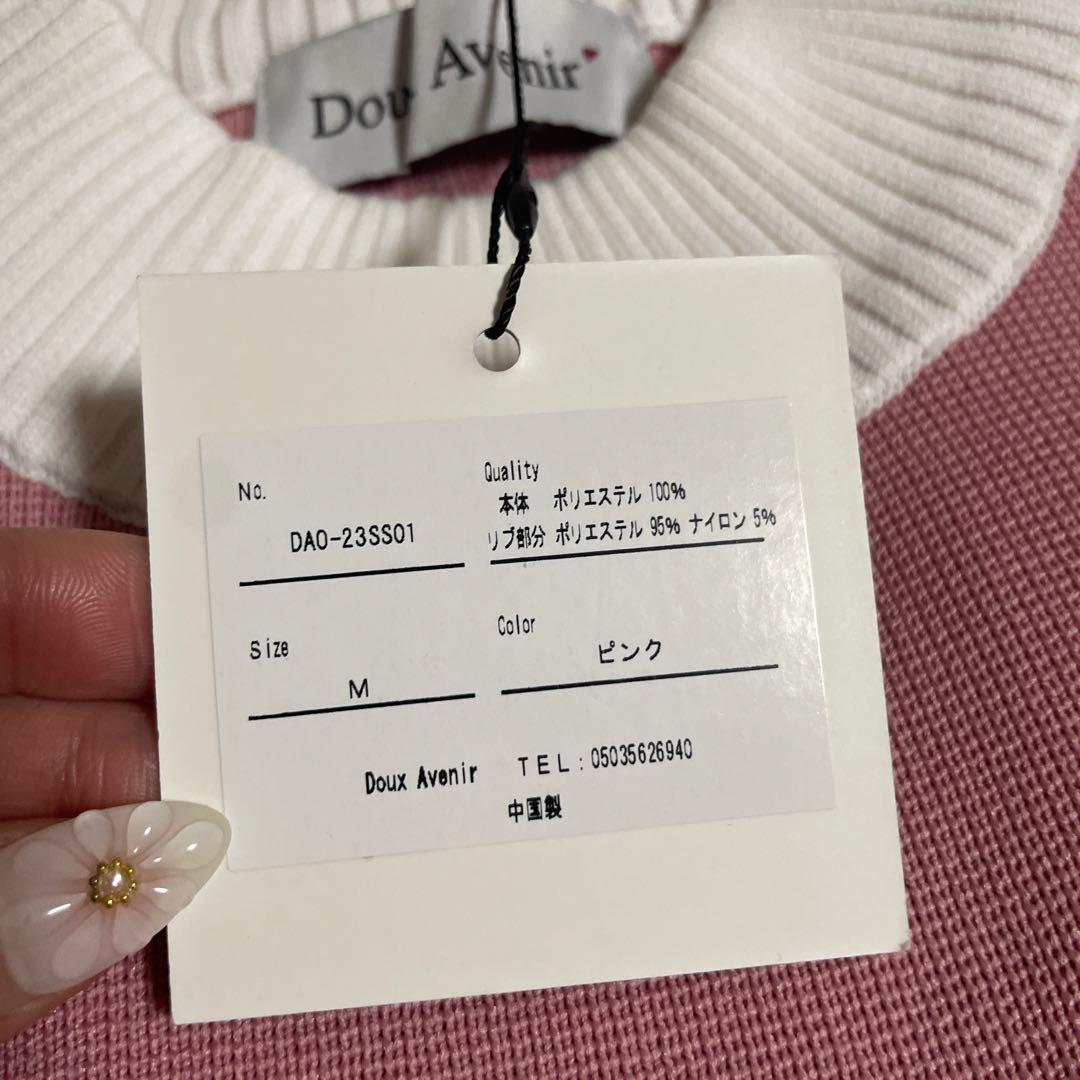 Doux Avenir
No.
DAO-23SS01
Quality
本体 ポリエステル 100%
リブ部分 ポリエステル 95% ナイロン 5%
Size
M
Color
ピンク
Doux Avenir TEL:05035626940
中国製